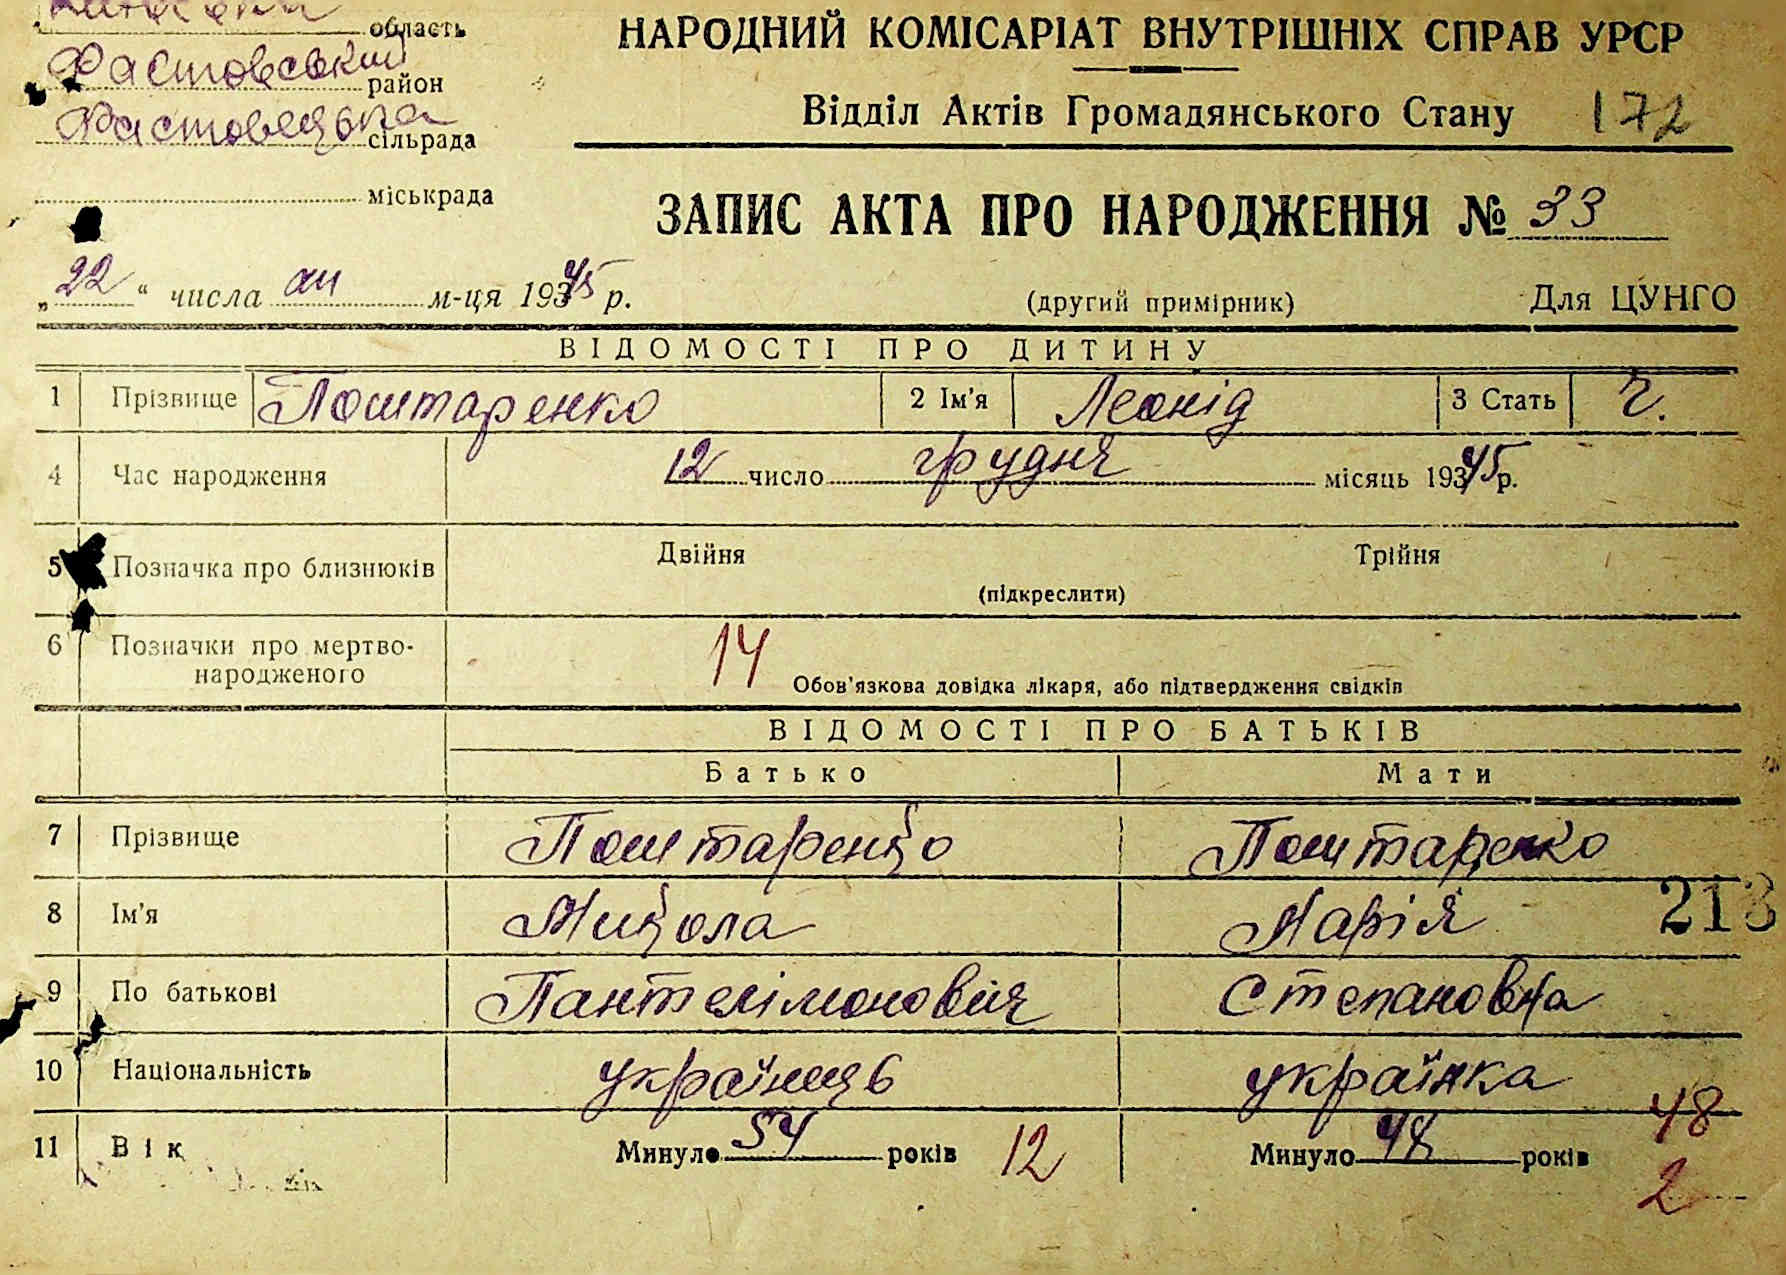 область
Фастовський район
Фастовецька сільрада
міськрада
НАРОДНИЙ КОМІСАРІАТ ВНУТРІШНІХ СПРАВ УРСР
Відділ Актів Громадянського Стану 172
ЗАПИС АКТА ПРО НАРОДЖЕННЯ № 33
„22“ числа м-ця 19345 р. (другий примірник) Для ЦУНГО
ВІДОМОСТІ ПРО ДИТИНУ
1 Прізвище Поштаренко 2 Ім'я Леонід 3 Стать Ч.
4 Час народження 12 число грудня місяць 19345р.
5 Позначка про близнюків Двійня Трійня
(підкреслити)
6 Позначки про мертво-
народженого 14 Обов'язкова довідка лікаря, або підтвердження свідків
ВІДОМОСТІ ПРО БАТЬКІВ
Батько Мати
7 Прізвище Поштаренко Поштаренко
8 Ім'я Микола Марія 213
9 По батькові Пантелімонович Степановна
10 Національність українець українка
48
11 Вік Минуло 54 років 12 Минуло 48 років
2